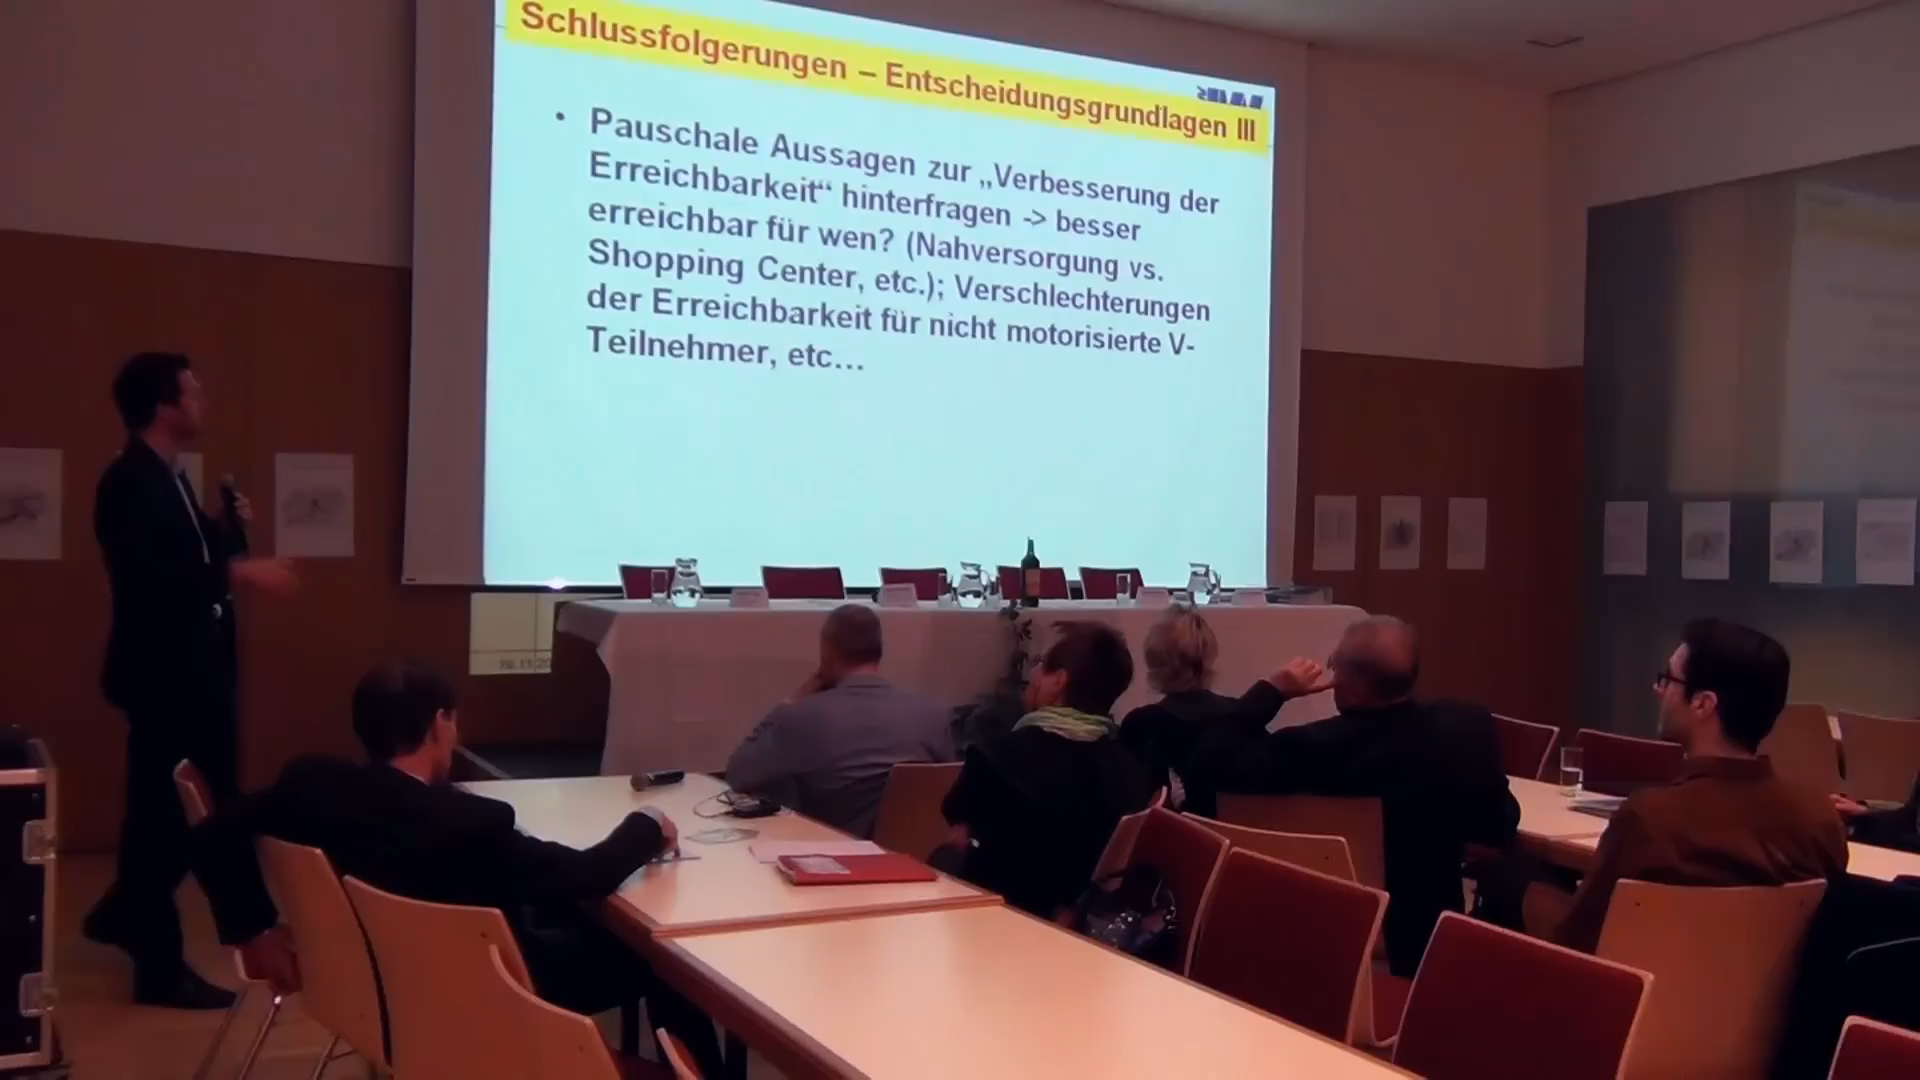 Schlussfolgerungen – Entscheidungsgrundlagen III
• Pauschale Aussagen zur „Verbesserung der
Erreichbarkeit“ hinterfragen -> besser
erreichbar für wen? (Nahversorgung vs.
Shopping Center, etc.); Verschlechterungen
der Erreichbarkeit für nicht motorisierte V-
Teilnehmer, etc…